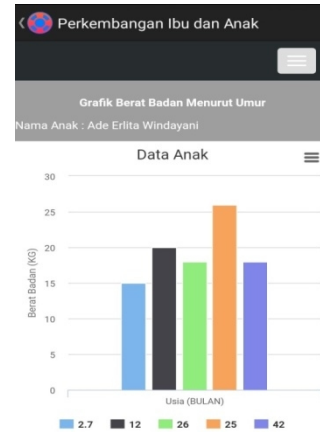 Perkembangan Ibu dan Anak
Grafik Berat Badan Menurut Umur
Nama Anak : Ade Erlita Windayani
Data Anak
30
25
20
15
10
5
0
Berat Badan (KG)
Usia (BULAN)
2.7 12 26 25 42